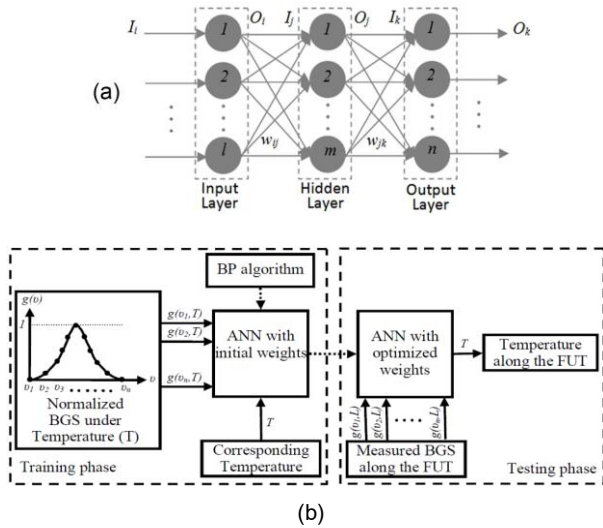 I_i
O_i
I_j
O_j
I_k
O_k
1
1
1
2
2
2
(a)
w_ij
w_jk
l
m
n
Input Layer
Hidden Layer
Output Layer
BP algorithm
g(υ)
1
υ_1 υ_2 υ_3 υ_n
υ
Normalized
BGS under
Temperature (T)
g(υ_1,T)
g(υ_2,T)
g(υ_n,T)
ANN with
initial weights
T
Corresponding
Temperature
Training phase
ANN with
optimized
weights
T
Temperature
along the FUT
g(υ_1,L)
g(υ_2,L)
g(υ_n,L)
Measured BGS
along the FUT
Testing phase
(b)